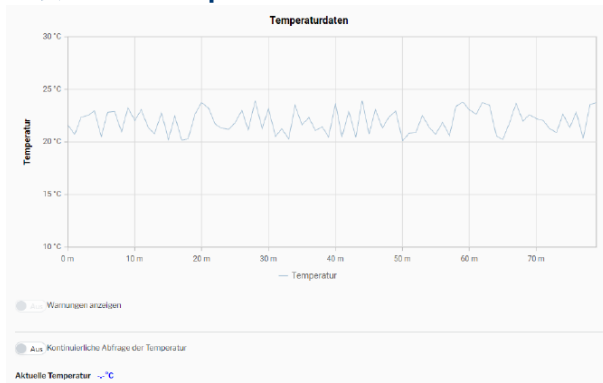 Temperaturdaten
30 °C
25 °C
20 °C
15 °C
10 °C
Temperatur
0 m 10 m 20 m 30 m 40 m 50 m 60 m 70 m
— Temperatur
Aus Warnungen anzeigen
Aus Kontinuierliche Abfrage der Temperatur
Aktuelle Temperatur -.-°C